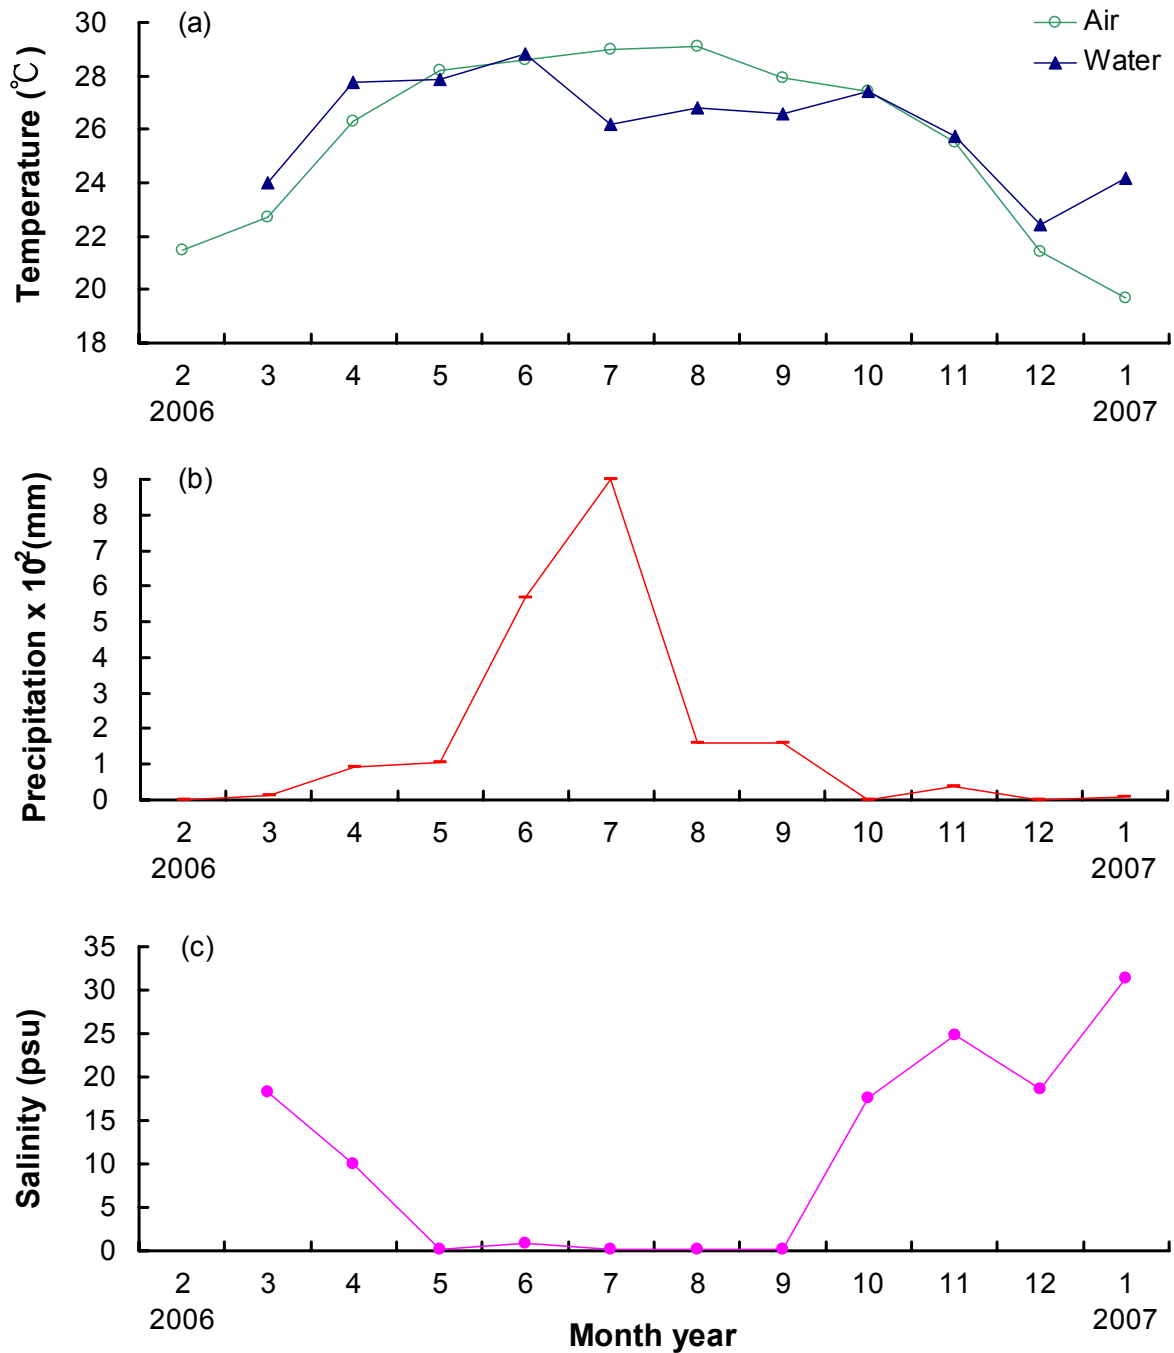 (a)
Air
Water
Temperature (℃)
30
28
26
24
22
20
18
2 3 4 5 6 7 8 9 10 11 12 1
2006 2007
(b)
Precipitation x 10²(mm)
9
8
7
6
5
4
3
2
1
0
2 3 4 5 6 7 8 9 10 11 12 1
2006 2007
(c)
Salinity (psu)
35
30
25
20
15
10
5
0
2 3 4 5 6 7 8 9 10 11 12 1
2006 2007
Month year